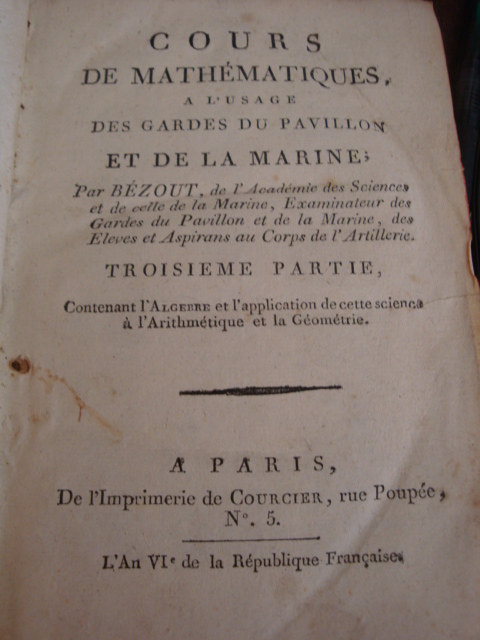 COURS
DE MATHÉMATIQUES,
A L'USAGE
DES GARDES DU PAVILLON
ET DE LA MARINE;
Par BÉZOUT, de l'Académie des Sciences
et de celle de la Marine, Examinateur des
Gardes du Pavillon et de la Marine, des
Eleves et Aspirans au Corps de l'Artillerie.
TROISIEME PARTIE,
Contenant l'ALGEBRE et l'application de cette science
à l'Arithmétique et la Géométrie.
A PARIS,
De l'Imprimerie de COURCIER, rue Poupée,
N°. 5.
L'An VIe de la République Française.